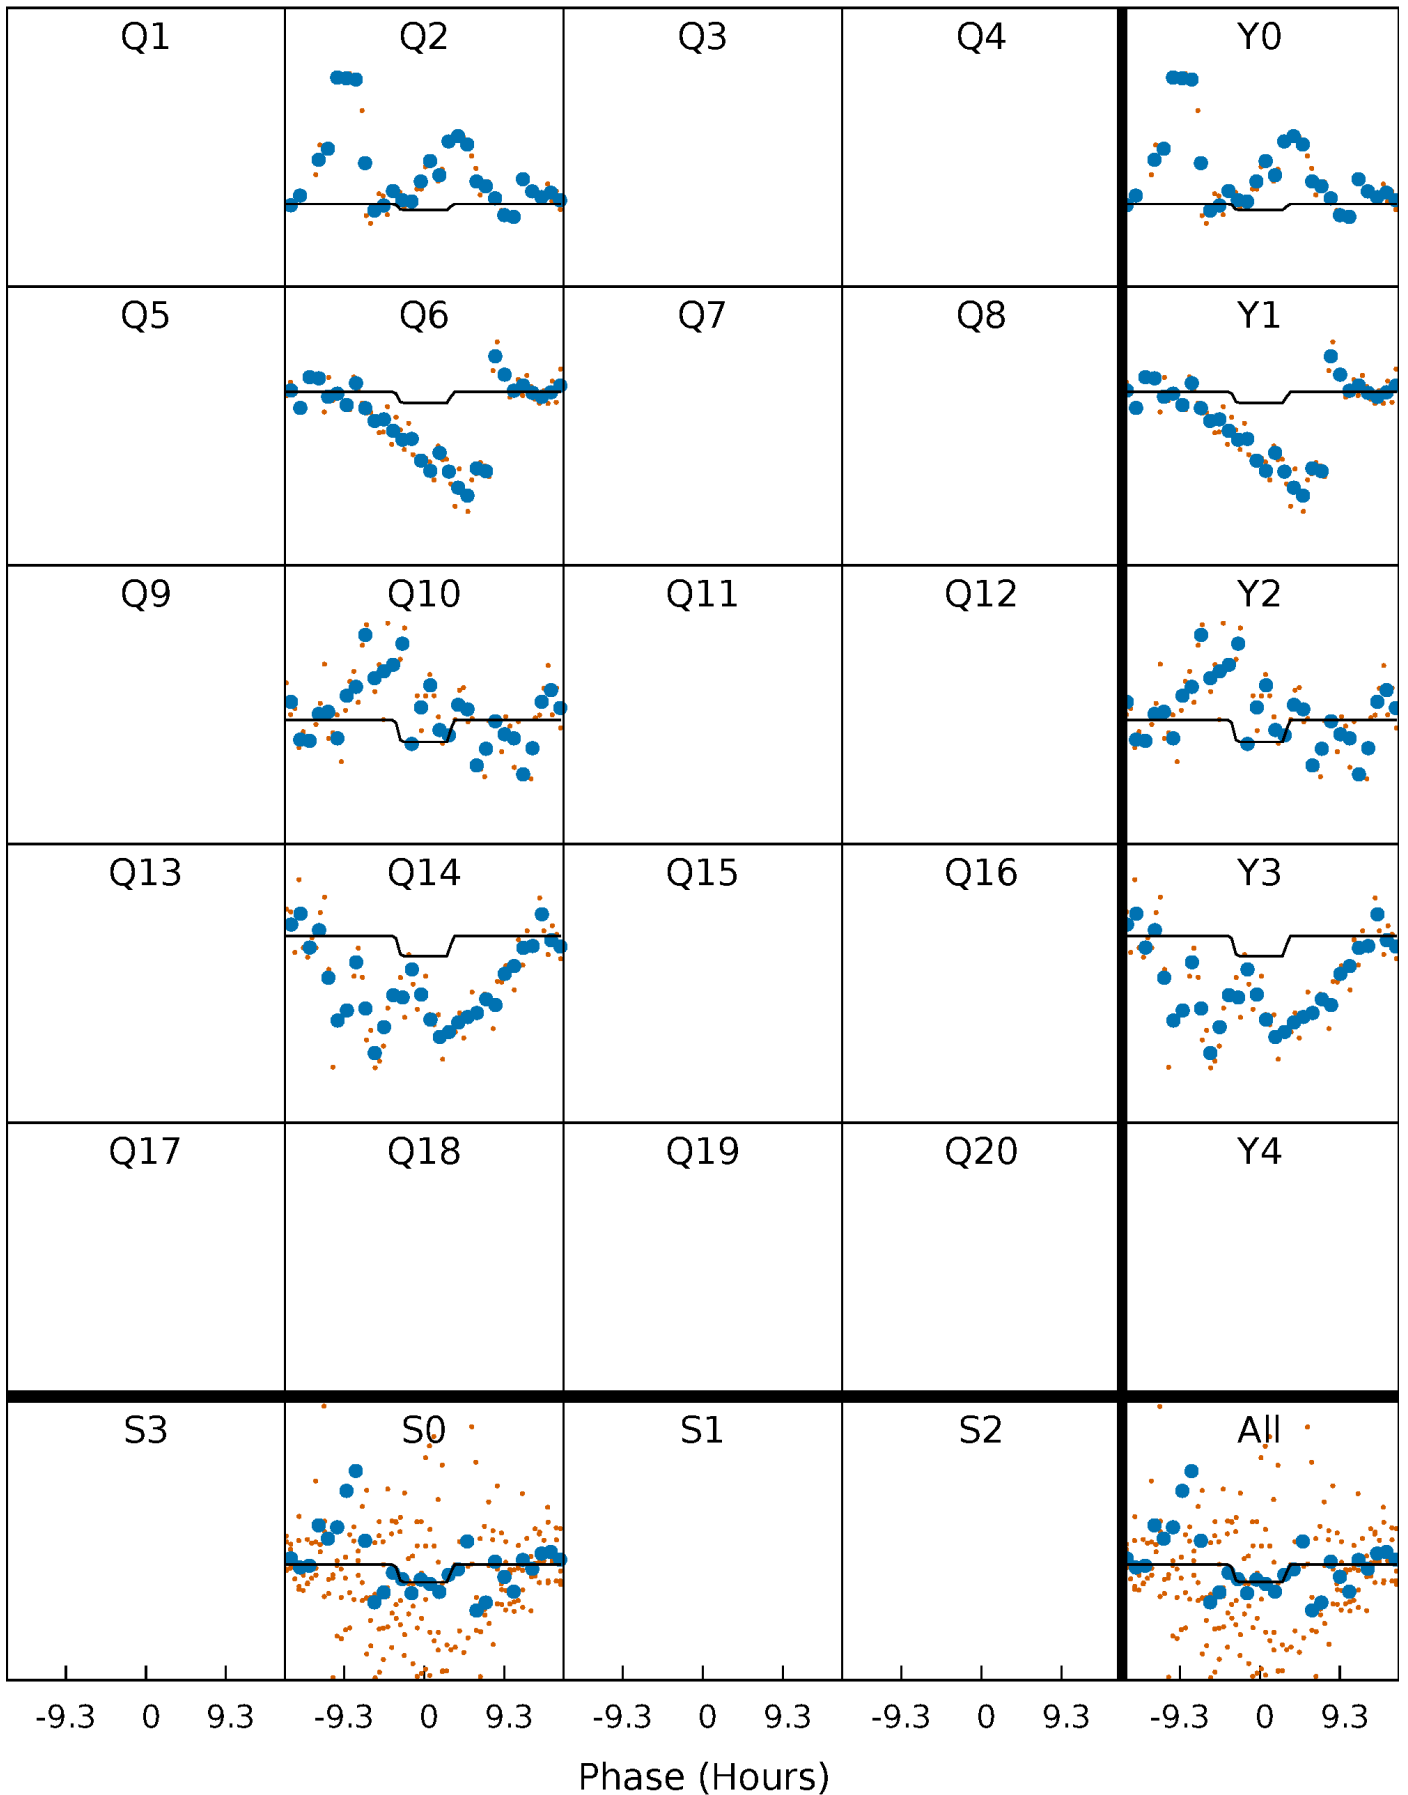 Q1 Q2 Q3 Q4 Y0
Q5 Q6 Q7 Q8 Y1
Q9 Q10 Q11 Q12 Y2
Q13 Q14 Q15 Q16 Y3
Q17 Q18 Q19 Q20 Y4
S3 S0 S1 S2 All
-9.3 0 9.3 -9.3 0 9.3 -9.3 0 9.3 -9.3 0 9.3 -9.3 0 9.3
Phase (Hours)